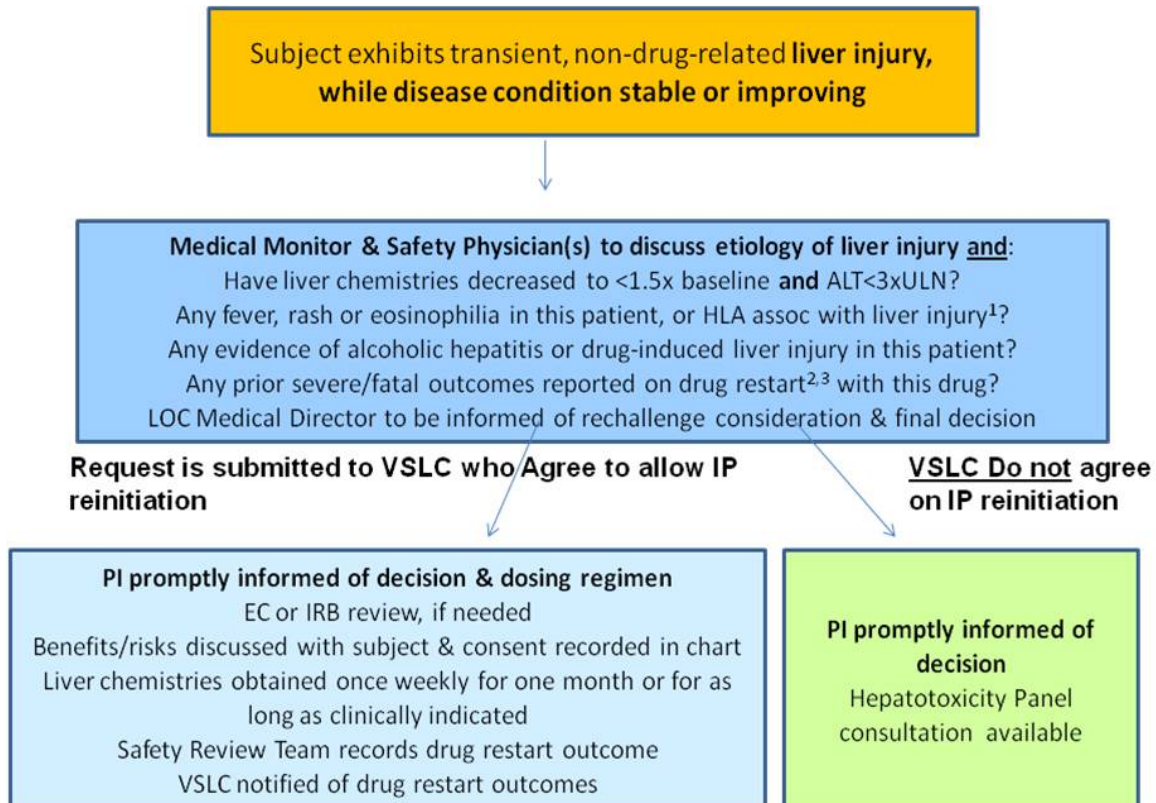 Subject exhibits transient, non-drug-related liver injury,
while disease condition stable or improving
Medical Monitor & Safety Physician(s) to discuss etiology of liver injury and:
Have liver chemistries decreased to <1.5x baseline and ALT<3xULN?
Any fever, rash or eosinophilia in this patient, or HLA assoc with liver injury¹?
Any evidence of alcoholic hepatitis or drug-induced liver injury in this patient?
Any prior severe/fatal outcomes reported on drug restart²,³ with this drug?
LOC Medical Director to be informed of rechallenge consideration & final decision
Request is submitted to VSLC who Agree to allow IP
reinitiation
VSLC Do not agree
on IP reinitiation
PI promptly informed of decision & dosing regimen
EC or IRB review, if needed
Benefits/risks discussed with subject & consent recorded in chart
Liver chemistries obtained once weekly for one month or for as
long as clinically indicated
Safety Review Team records drug restart outcome
VSLC notified of drug restart outcomes
PI promptly informed of
decision
Hepatotoxicity Panel
consultation available